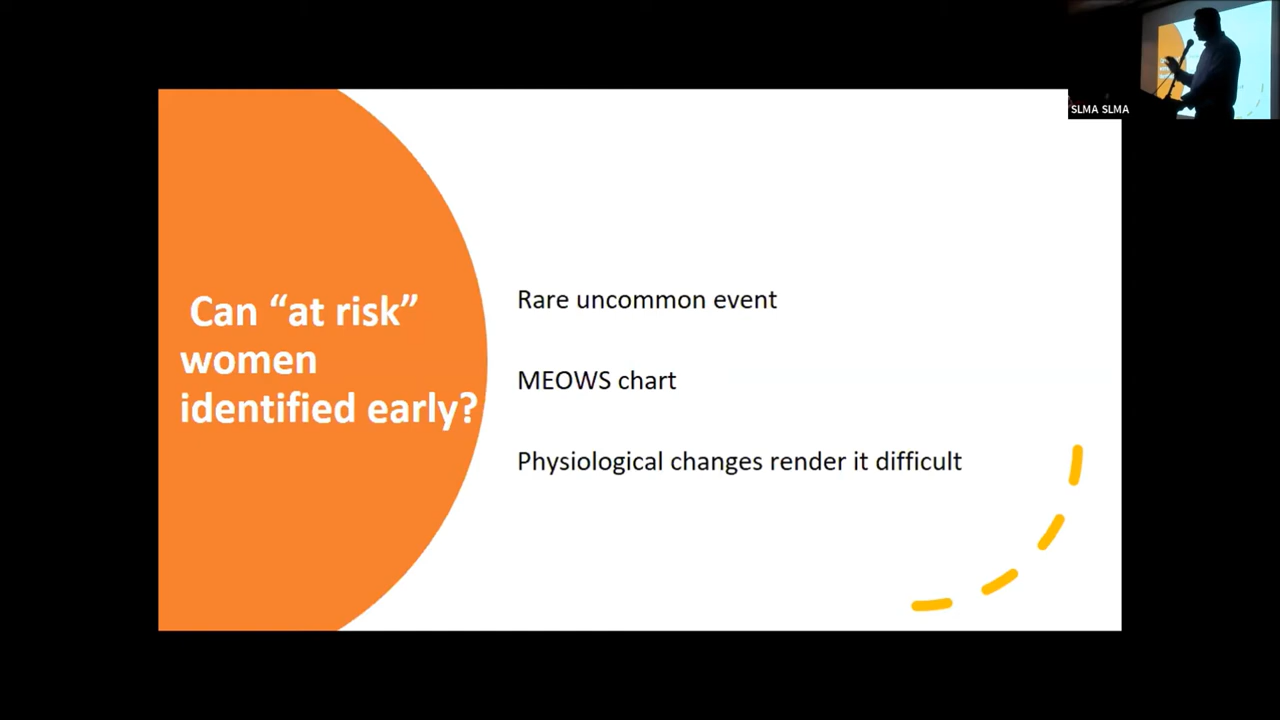 SLMA SLMA
Can “at risk”
women
identified early?
Rare uncommon event
MEOWS chart
Physiological changes render it difficult